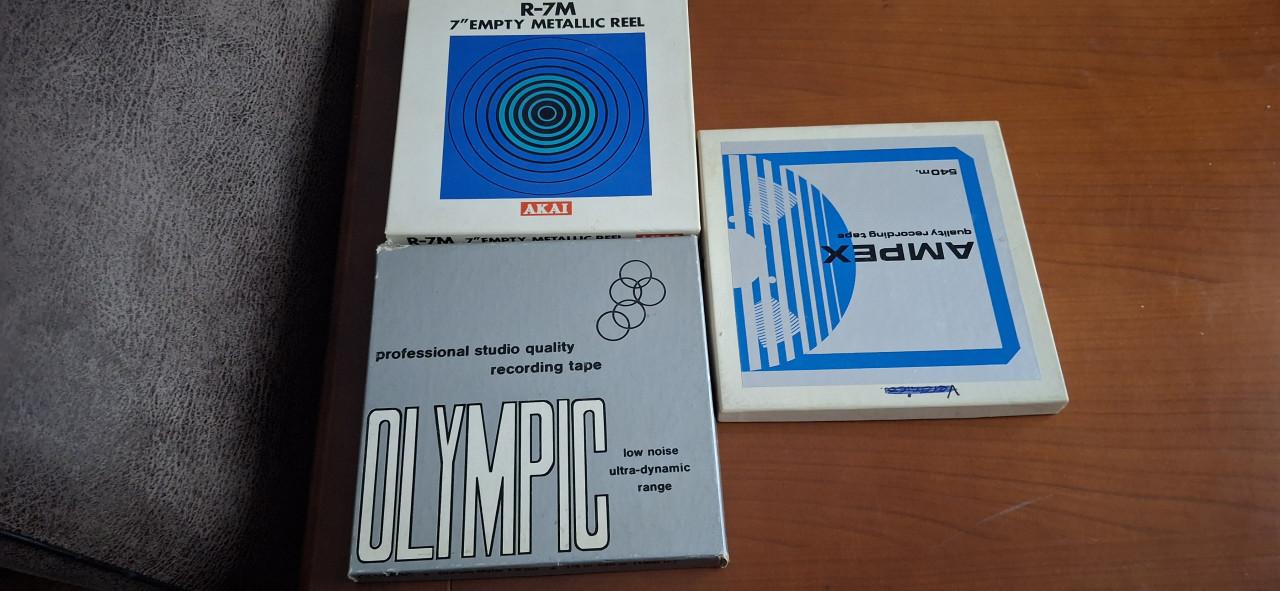 R-7M
7" EMPTY METALLIC REEL
AKAI
R-7M 7" EMPTY METALLIC REEL AKAI
professional studio quality
recording tape
OLYMPIC
low noise
ultra-dynamic
range
AMPEX
quality recording tape
540m.